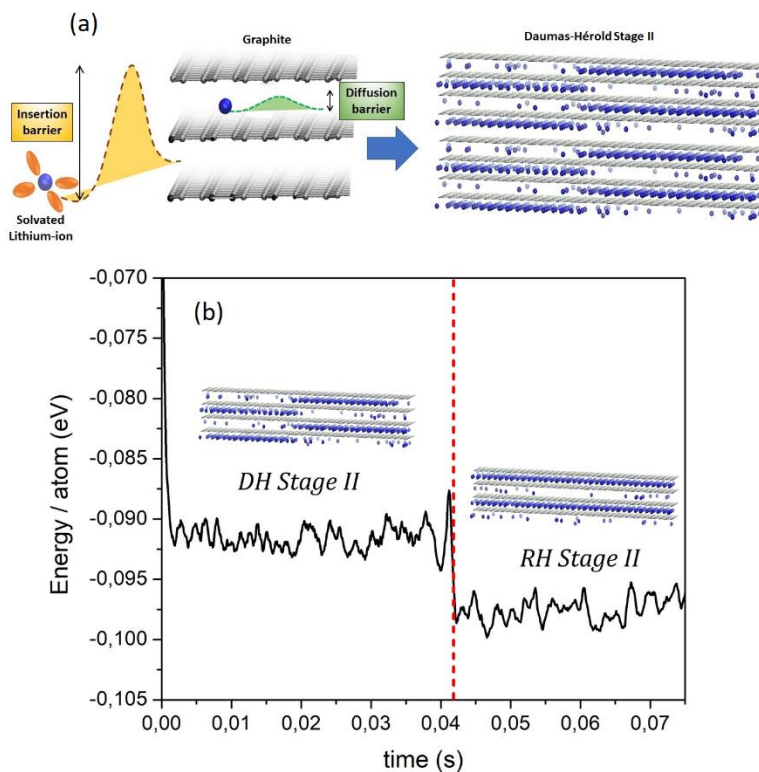 (a)
Graphite
Daumas-Hérold Stage II
Insertion
barrier
Diffusion
barrier
Solvated
Lithium-ion
(b)
-0,070
-0,075
-0,080
-0,085
-0,090
-0,095
-0,100
-0,105
Energy / atom (eV)
DH Stage II
RH Stage II
0,00 0,01 0,02 0,03 0,04 0,05 0,06 0,07
time (s)